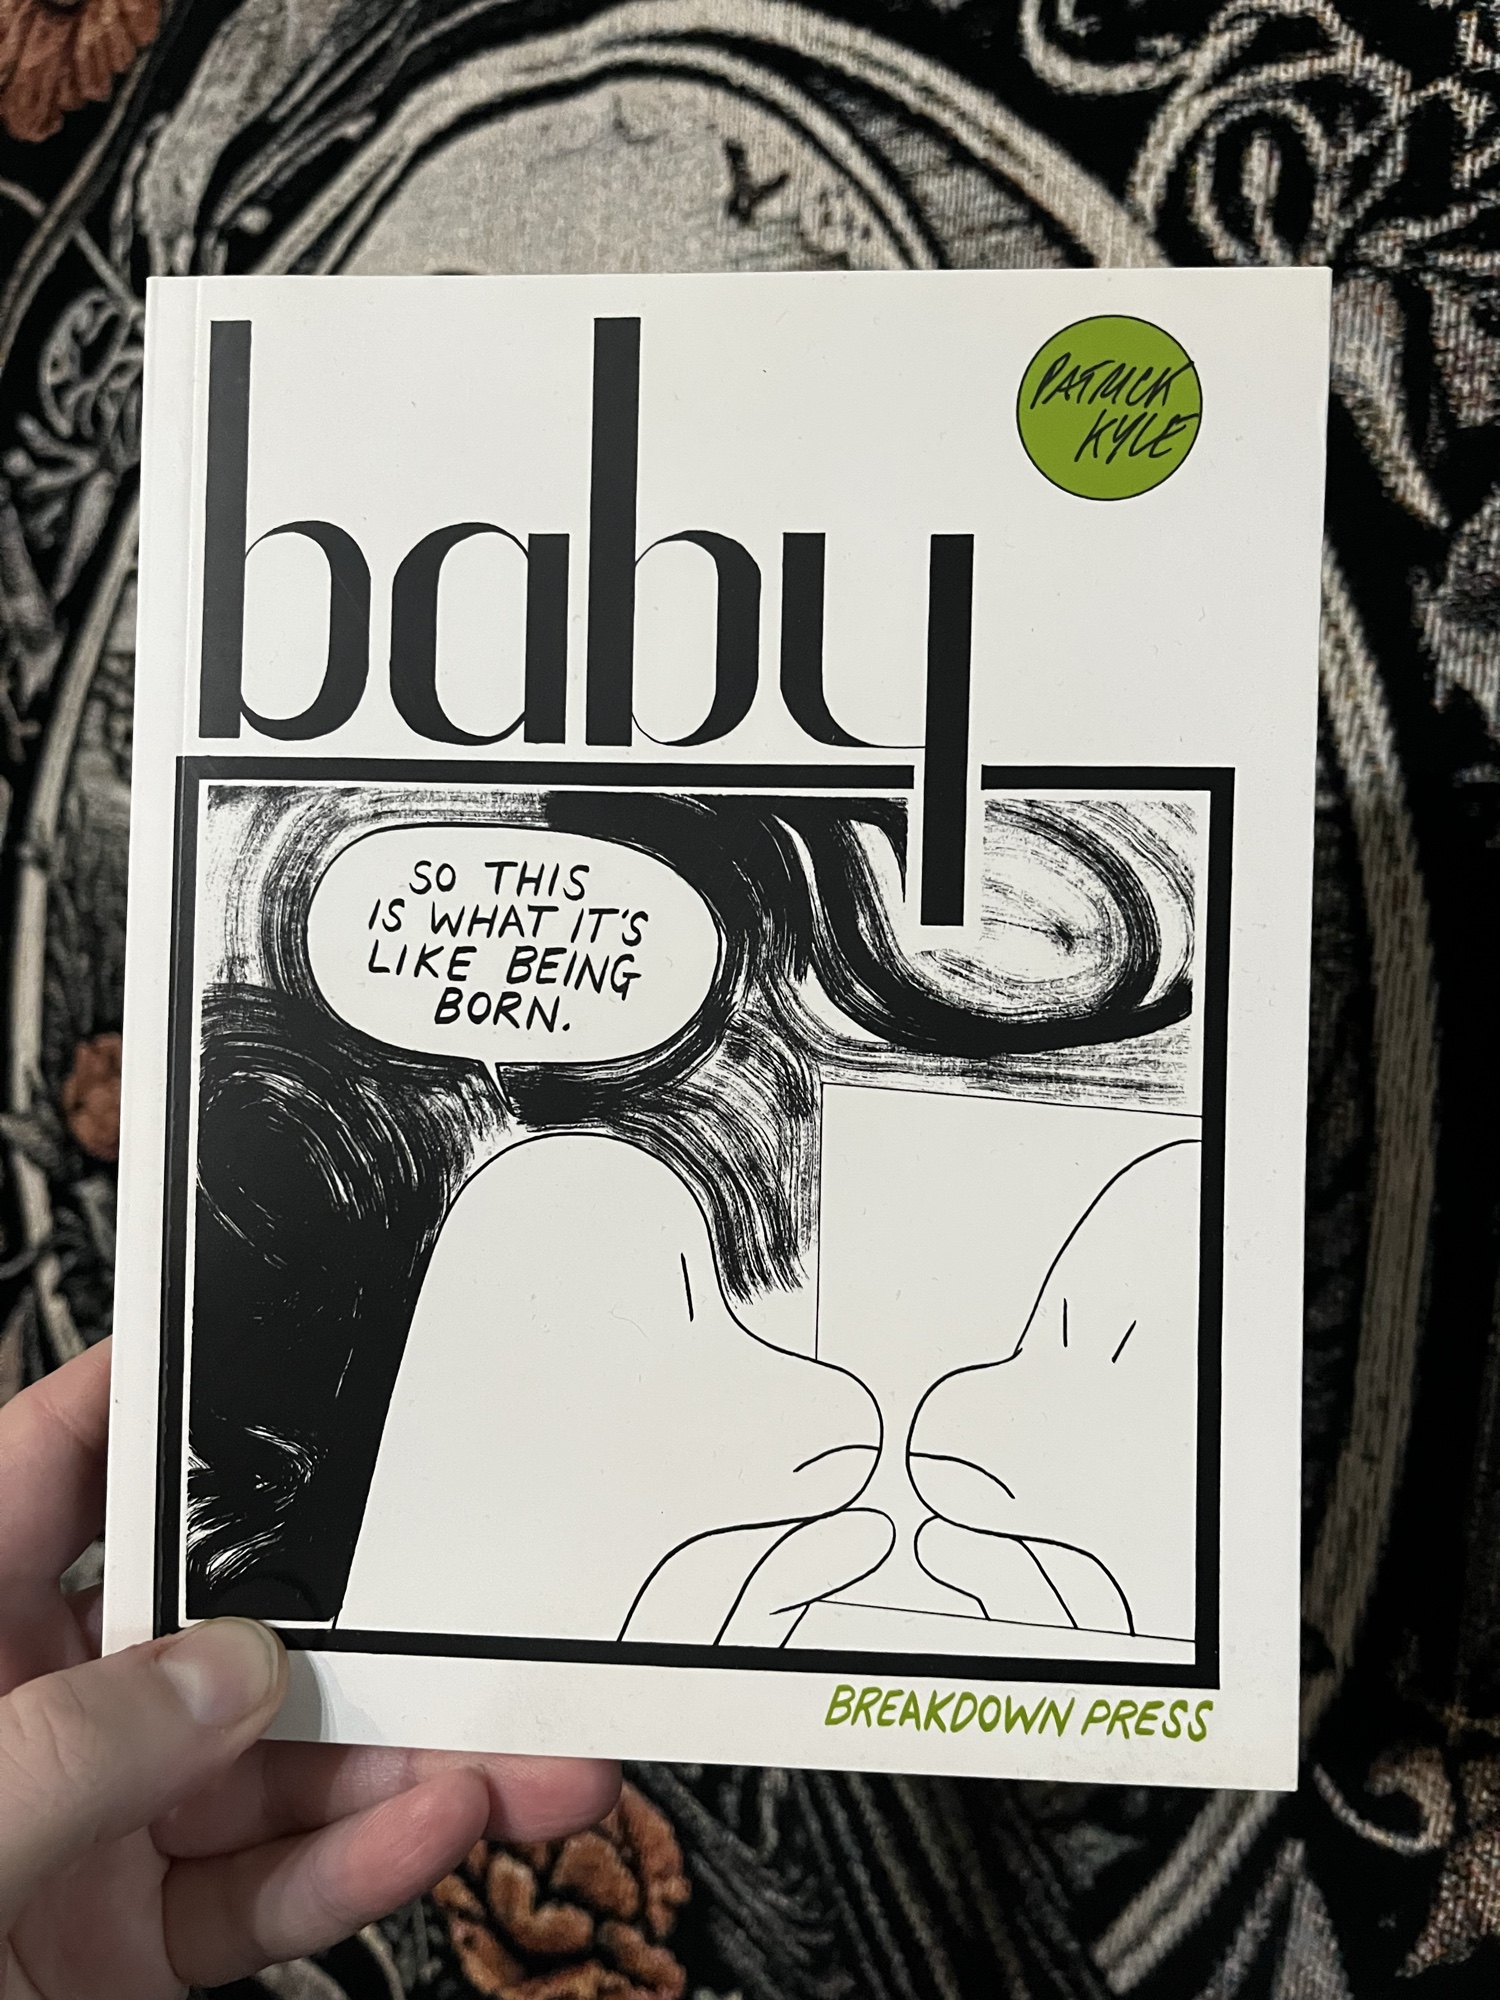 baby
PATRICK
KYLE
SO THIS
IS WHAT IT'S
LIKE BEING
BORN.
BREAKDOWN PRESS